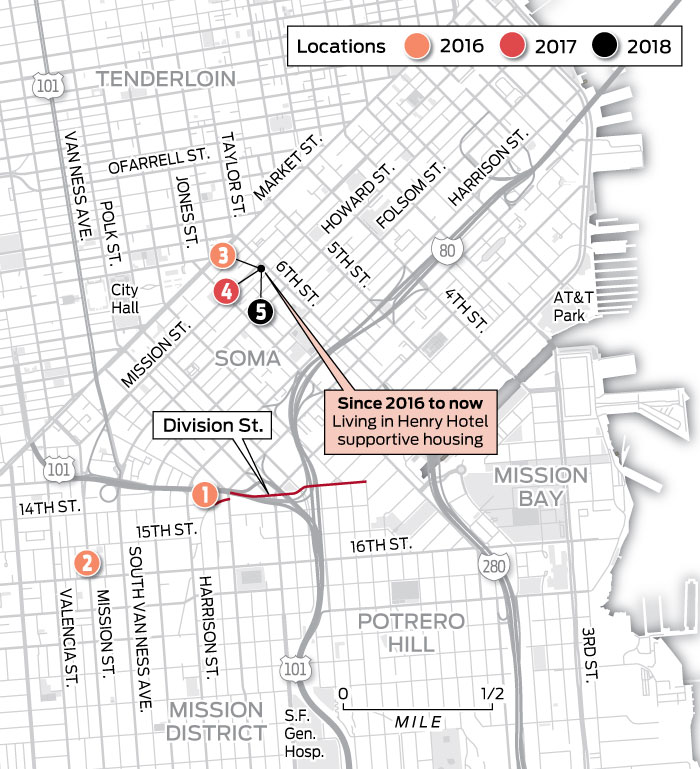 Locations 2016 2017 2018
101
TENDERLOIN
VAN NESS AVE.
POLK ST.
OFARRELL ST.
JONES ST.
TAYLOR ST.
MARKET ST.
HOWARD ST.
FOLSOM ST.
HARRISON ST.
80
3
4
5
6TH ST.
5TH ST.
4TH ST.
City
Hall
AT&T
Park
MISSION ST.
SOMA
Since 2016 to now
Living in Henry Hotel
supportive housing
Division St.
101
1
MISSION
BAY
14TH ST.
15TH ST.
16TH ST.
2
280
VALENCIA ST.
MISSION ST.
SOUTH VAN NESS AVE.
HARRISON ST.
POTRERO
HILL
3RD ST.
101
0 1/2
MILE
MISSION
DISTRICT
S.F.
Gen.
Hosp.